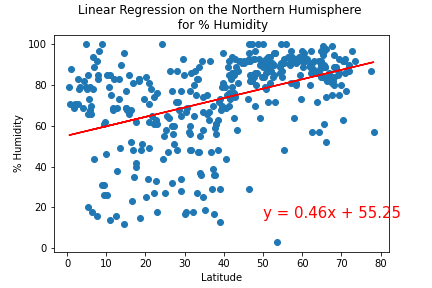 Linear Regression on the Northern Humisphere
for % Humidity
100
80
60
40
20
0
% Humidity
y = 0.46x + 55.25
0 10 20 30 40 50 60 70 80
Latitude